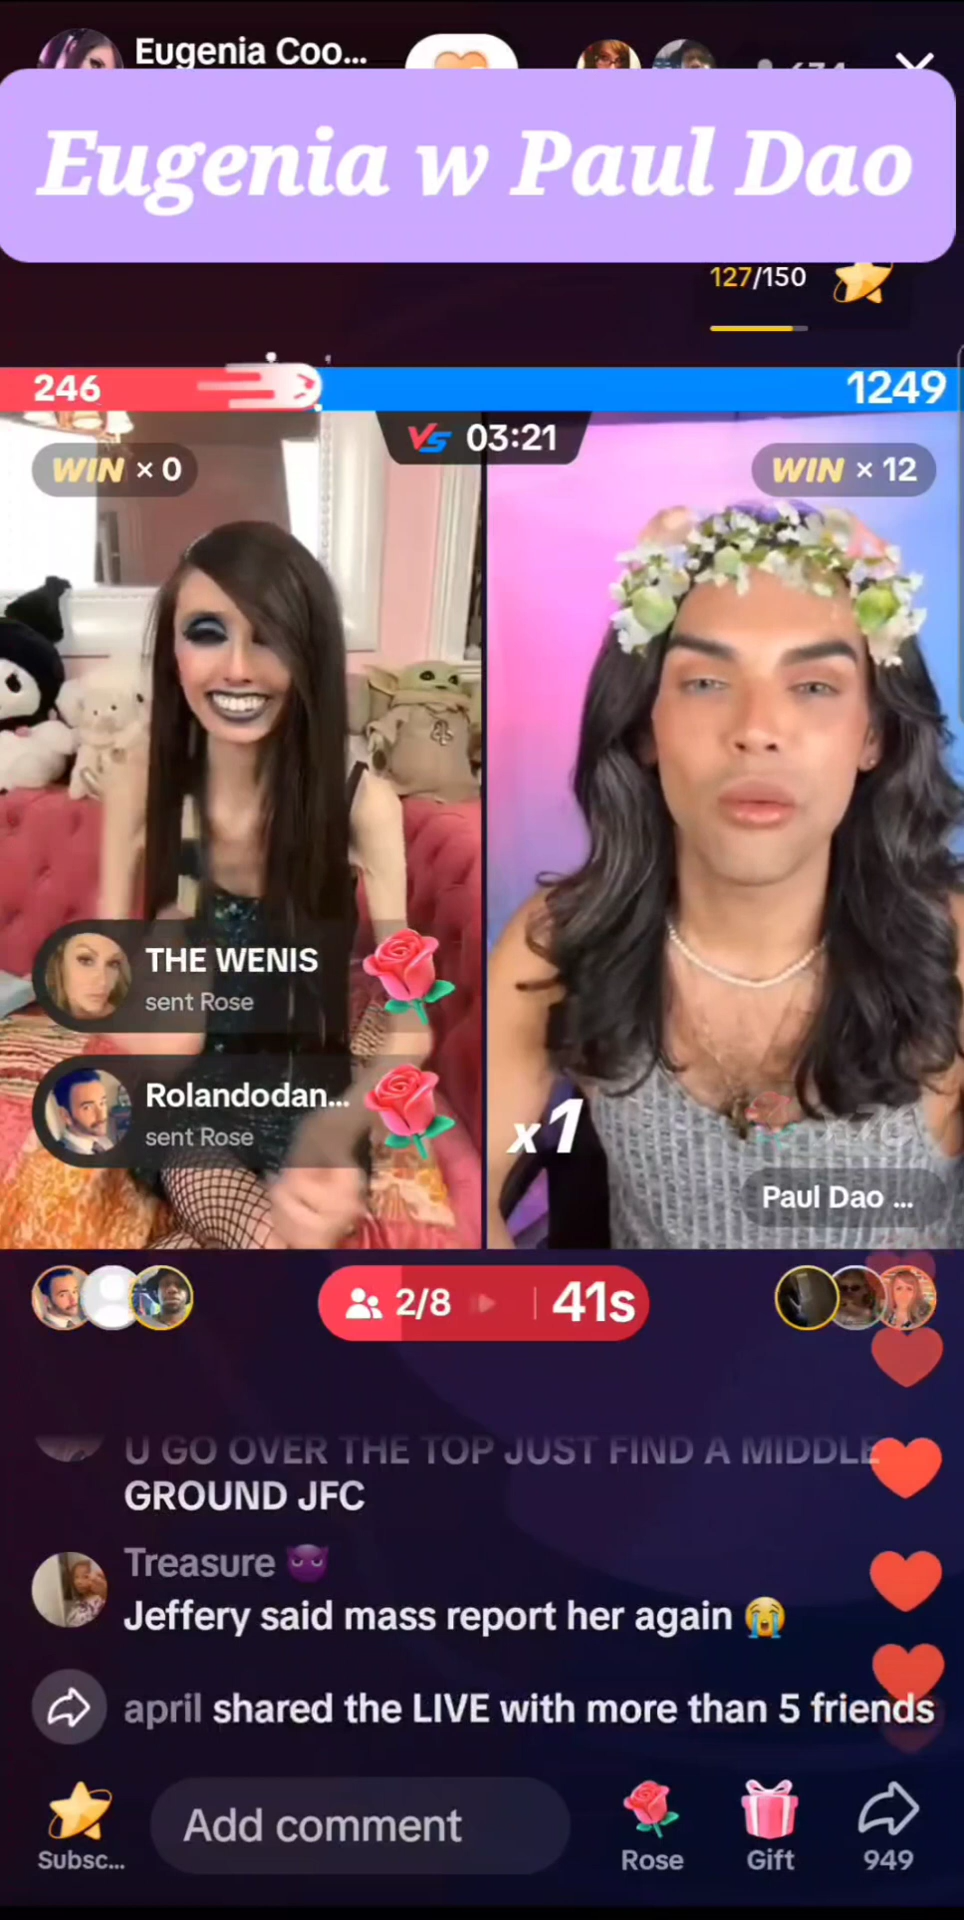 Eugenia Coo...
Eugenia w Paul Dao
127/150
246
1249
VS 03:21
WIN × 0
WIN × 12
THE WENIS
sent Rose
Rolandodan...
sent Rose
x1
Paul Dao ...
2/8
41s
U GO OVER THE TOP JUST FIND A MIDDLE
GROUND JFC
Treasure 😈
Jeffery said mass report her again 😭
april shared the LIVE with more than 5 friends
Subsc...
Add comment
Rose
Gift
949